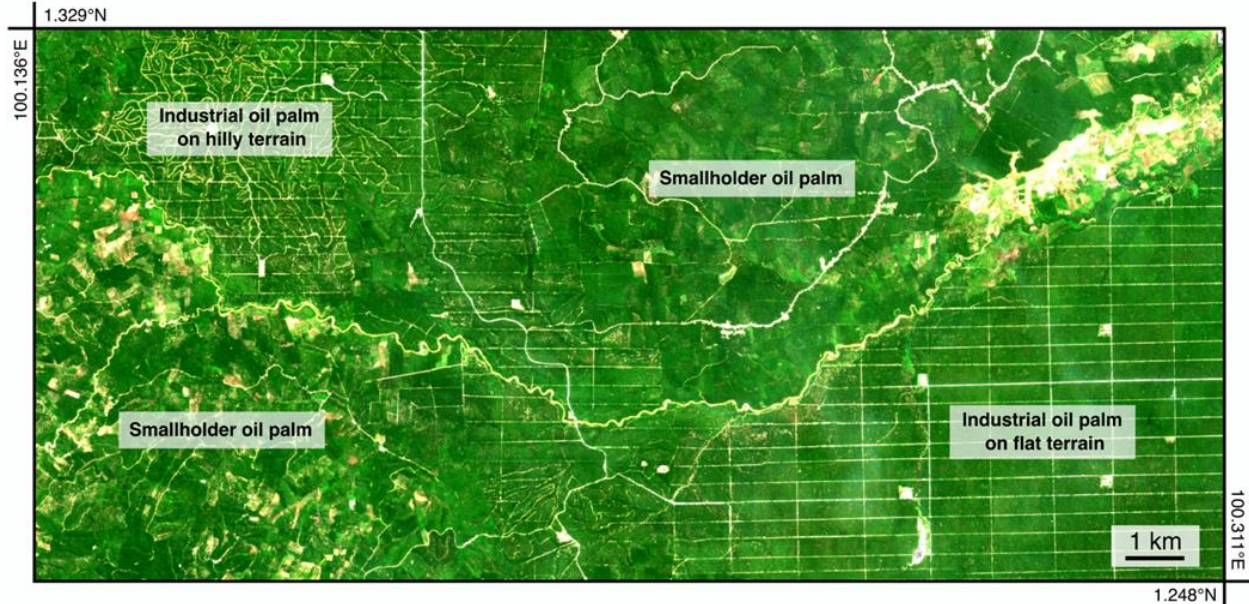 1.329°N
100.136°E
Industrial oil palm
on hilly terrain
Smallholder oil palm
Smallholder oil palm
Industrial oil palm
on flat terrain
1 km
100.311°E
1.248°N